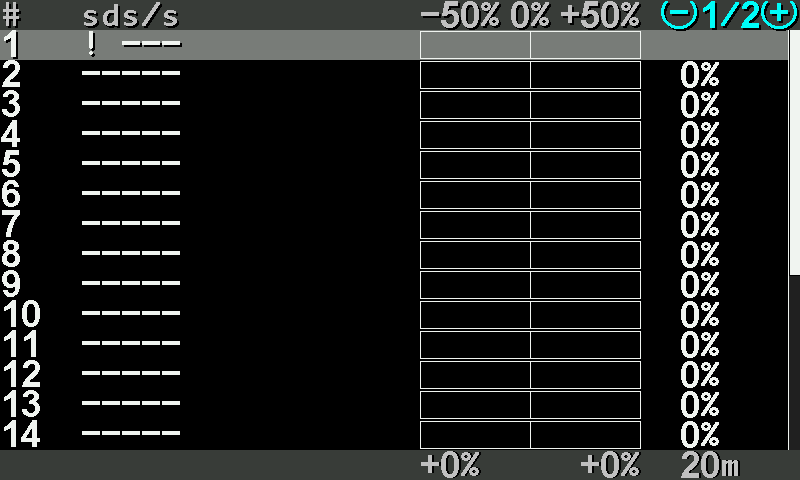 # sds/s −50% 0% +50% (−)1/2(+)
1 ! ---
2 ----- 0%
3 ----- 0%
4 ----- 0%
5 ----- 0%
6 ----- 0%
7 ----- 0%
8 ----- 0%
9 ----- 0%
10 ----- 0%
11 ----- 0%
12 ----- 0%
13 ----- 0%
14 ----- 0%
+0% +0% 20m